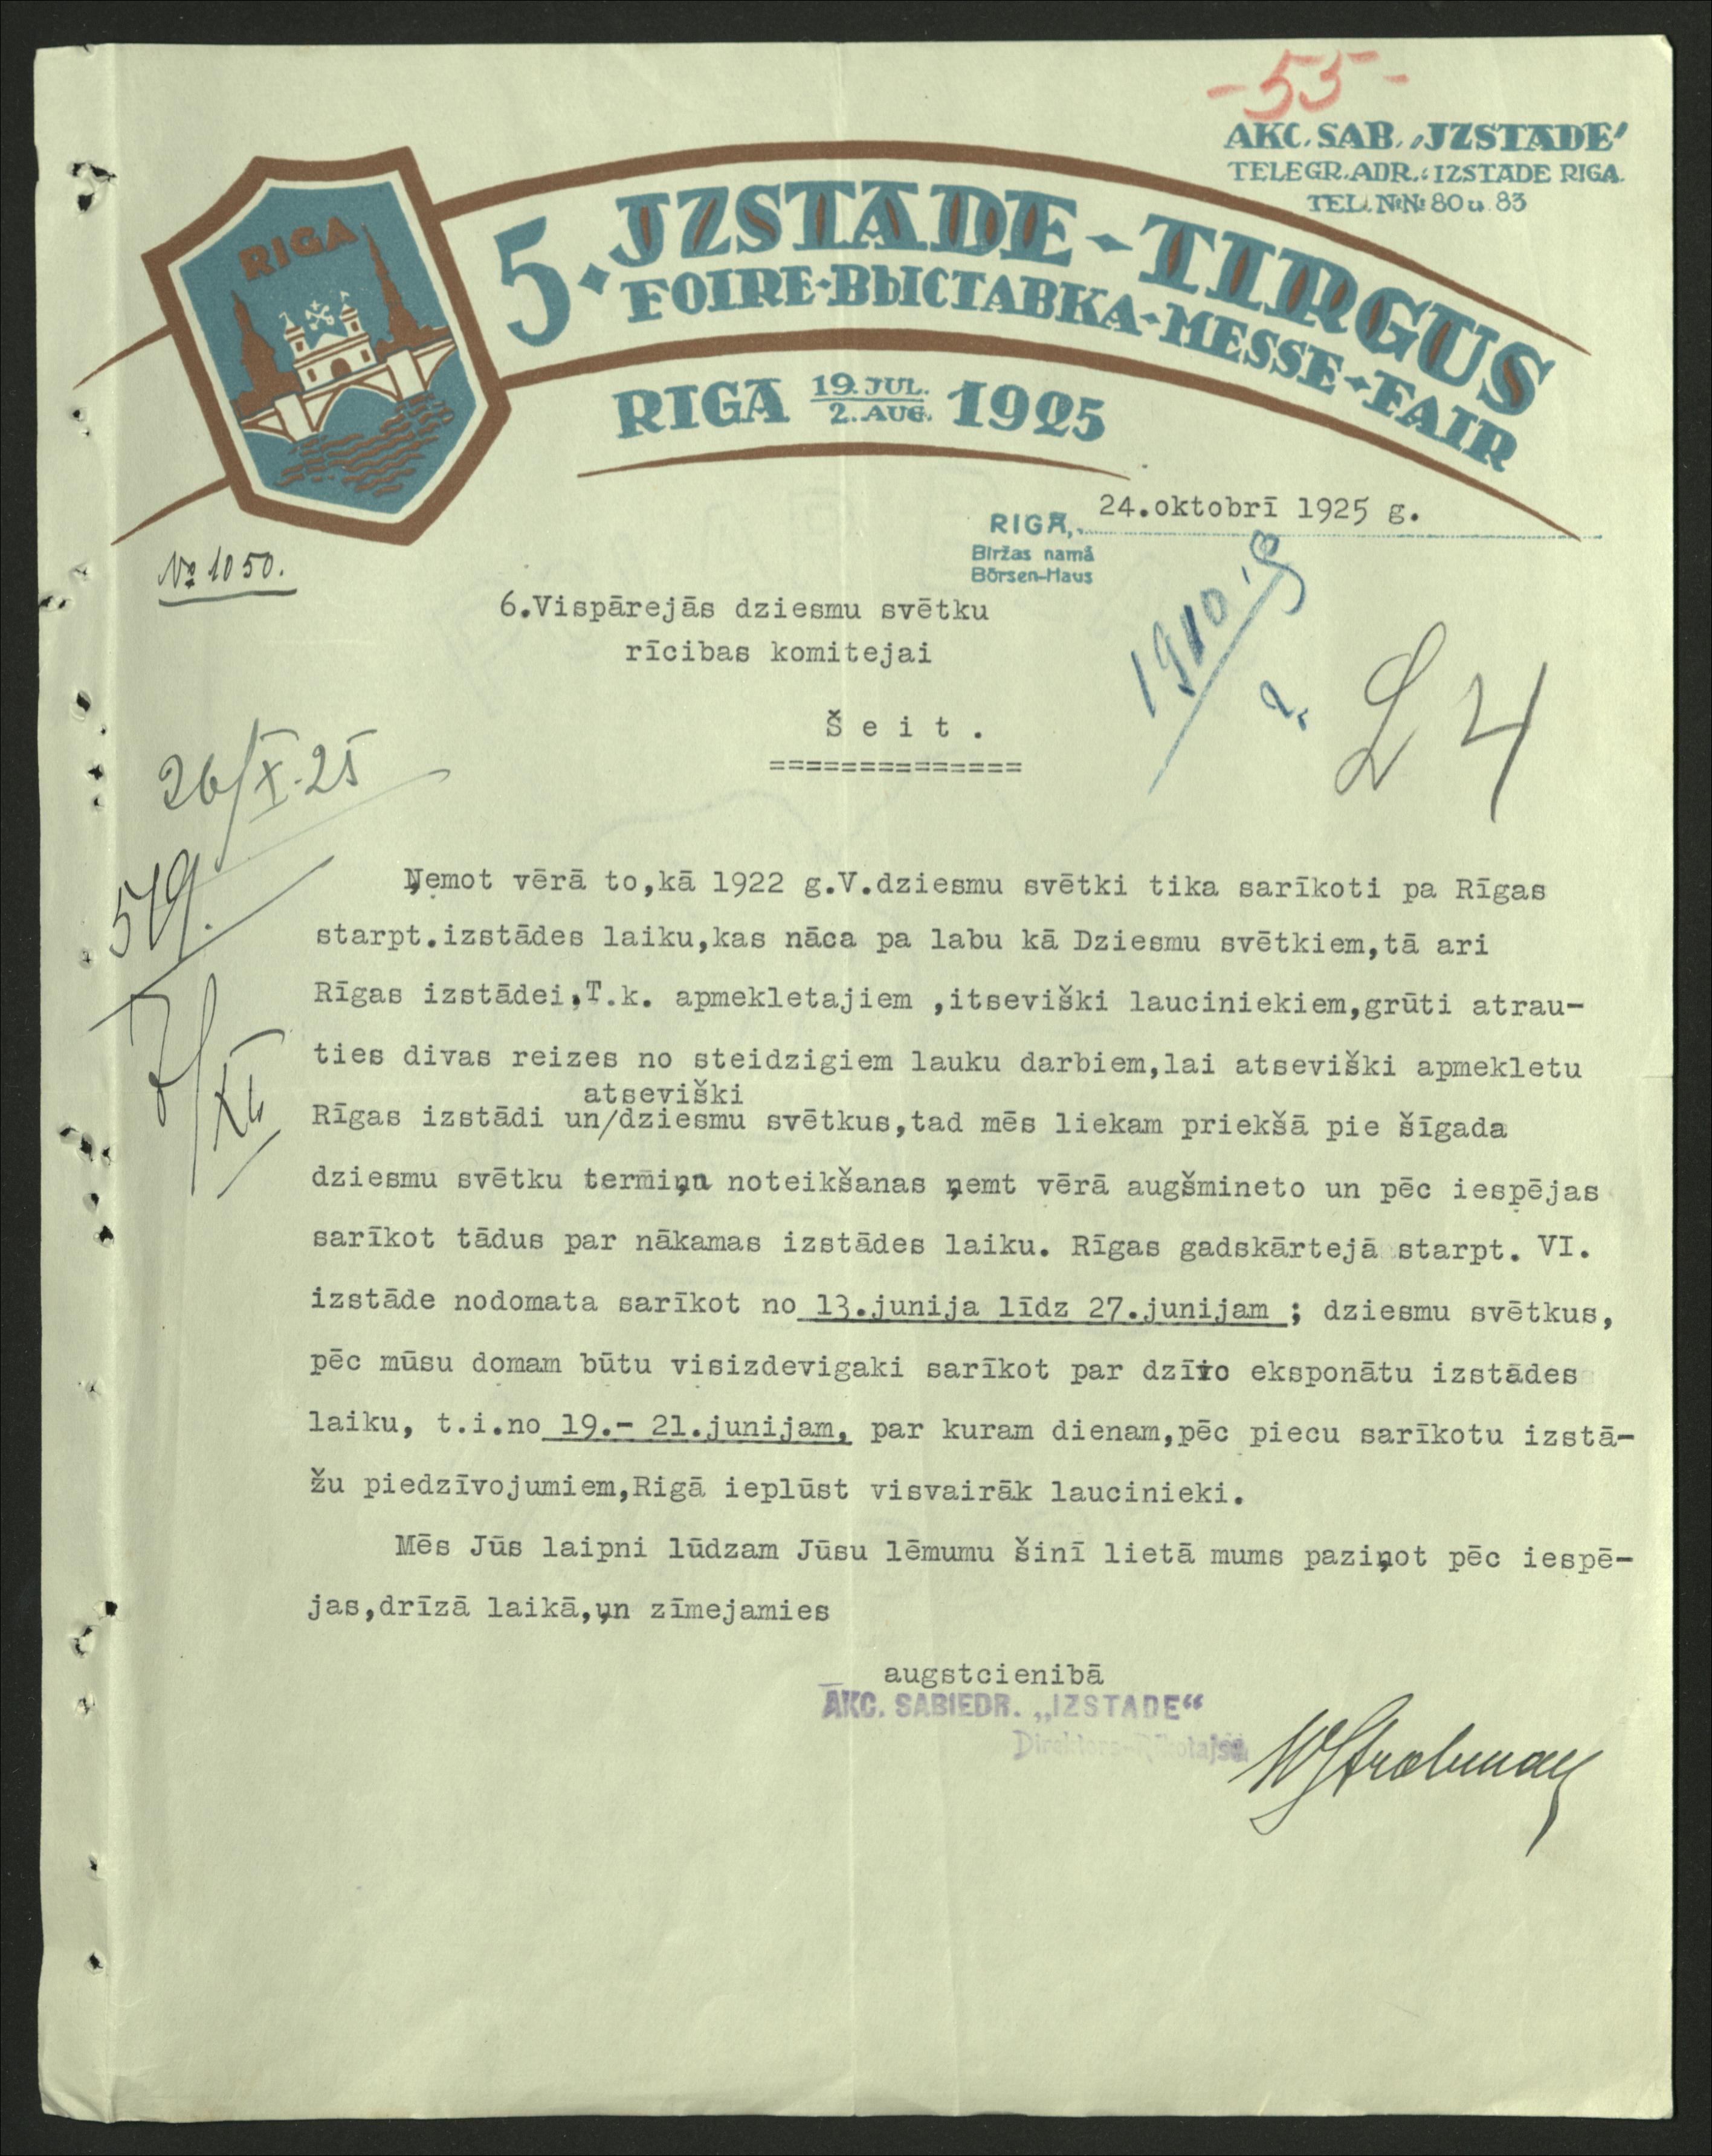 -55-
AKC. SAB. „JZSTĀDE"
TELEGR. ADR.: IZSTADE RIGA.
TEL. №№ 80 u. 83
RIGA
5. JZSTĀDE - TIRGUS
FOIRE - ВЫСТАВКА - MESSE - FAIR
RIGĀ 19. JUL. 2. AUG. 1925
RIGĀ, 24.oktobrī 1925 g.
Biržas namā
Börsen-Haus
№ 1050.
6.Vispārejās dziesmu svētku
rīcibas komitejai
Š e i t .
==============
L 4
26/X.25
519.
7/XI
Ņemot vērā to,kā 1922 g.V.dziesmu svētki tika sarīkoti pa Rīgas
starpt.izstādes laiku,kas nāca pa labu kā Dziesmu svētkiem,tā ari
Rīgas izstādei,T.k. apmekletajiem ,itseviški lauciniekiem,grūti atrau-
ties divas reizes no steidzigiem lauku darbiem,lai atseviški apmekletu
atseviški
Rīgas izstādi un/dziesmu svētkus,tad mēs liekam priekšā pie šīgada
dziesmu svētku termiņa noteikšanas ņemt vērā augšmineto un pēc iespējas
sarīkot tādus par nākamas izstādes laiku. Rīgas gadskārtejā starpt. VI.
izstāde nodomata sarīkot no 13.junija līdz 27.junijam ; dziesmu svētkus,
pēc mūsu domam būtu visizdevigaki sarīkot par dzīvo eksponātu izstādes
laiku, t.i.no 19.- 21.junijam, par kuram dienam,pēc piecu sarīkotu izstā-
žu piedzīvojumiem,Rigā ieplūst visvairāk laucinieki.
Mēs Jūs laipni lūdzam Jūsu lēmumu šinī lietā mums paziņot pēc iespē-
jas,drīzā laikā,un zīmejamies
augstcienibā
AKC. SABIEDR. „IZSTADE"